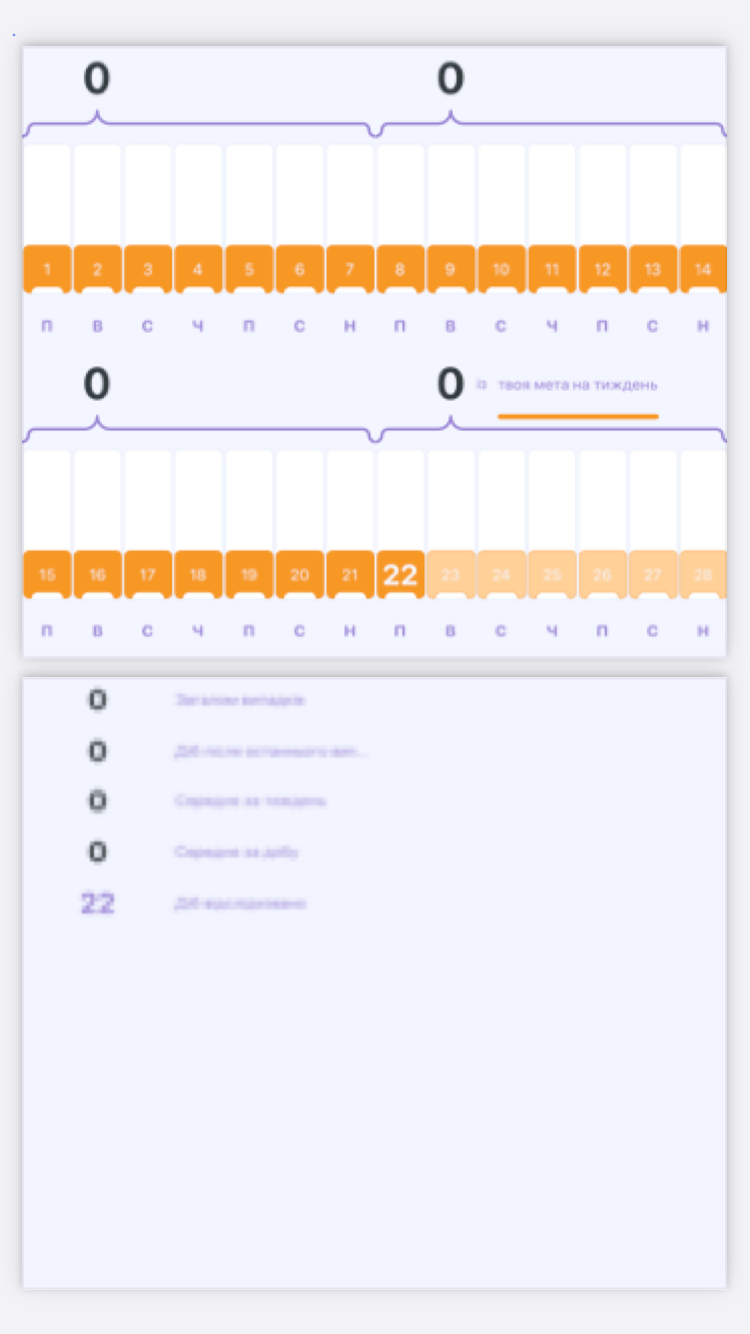 0 0
1 2 3 4 5 6 7 8 9 10 11 12 13 14
П В С Ч П С Н П В С Ч П С Н
0 0 із твоя мета на тиждень
15 16 17 18 19 20 21 22 23 24 25 26 27 28
П В С Ч П С Н П В С Ч П С Н
0 Загалом випадків
0 Діб після останнього вип...
0 Середнє за тиждень
0 Середнє за добу
22 Діб відслідковано